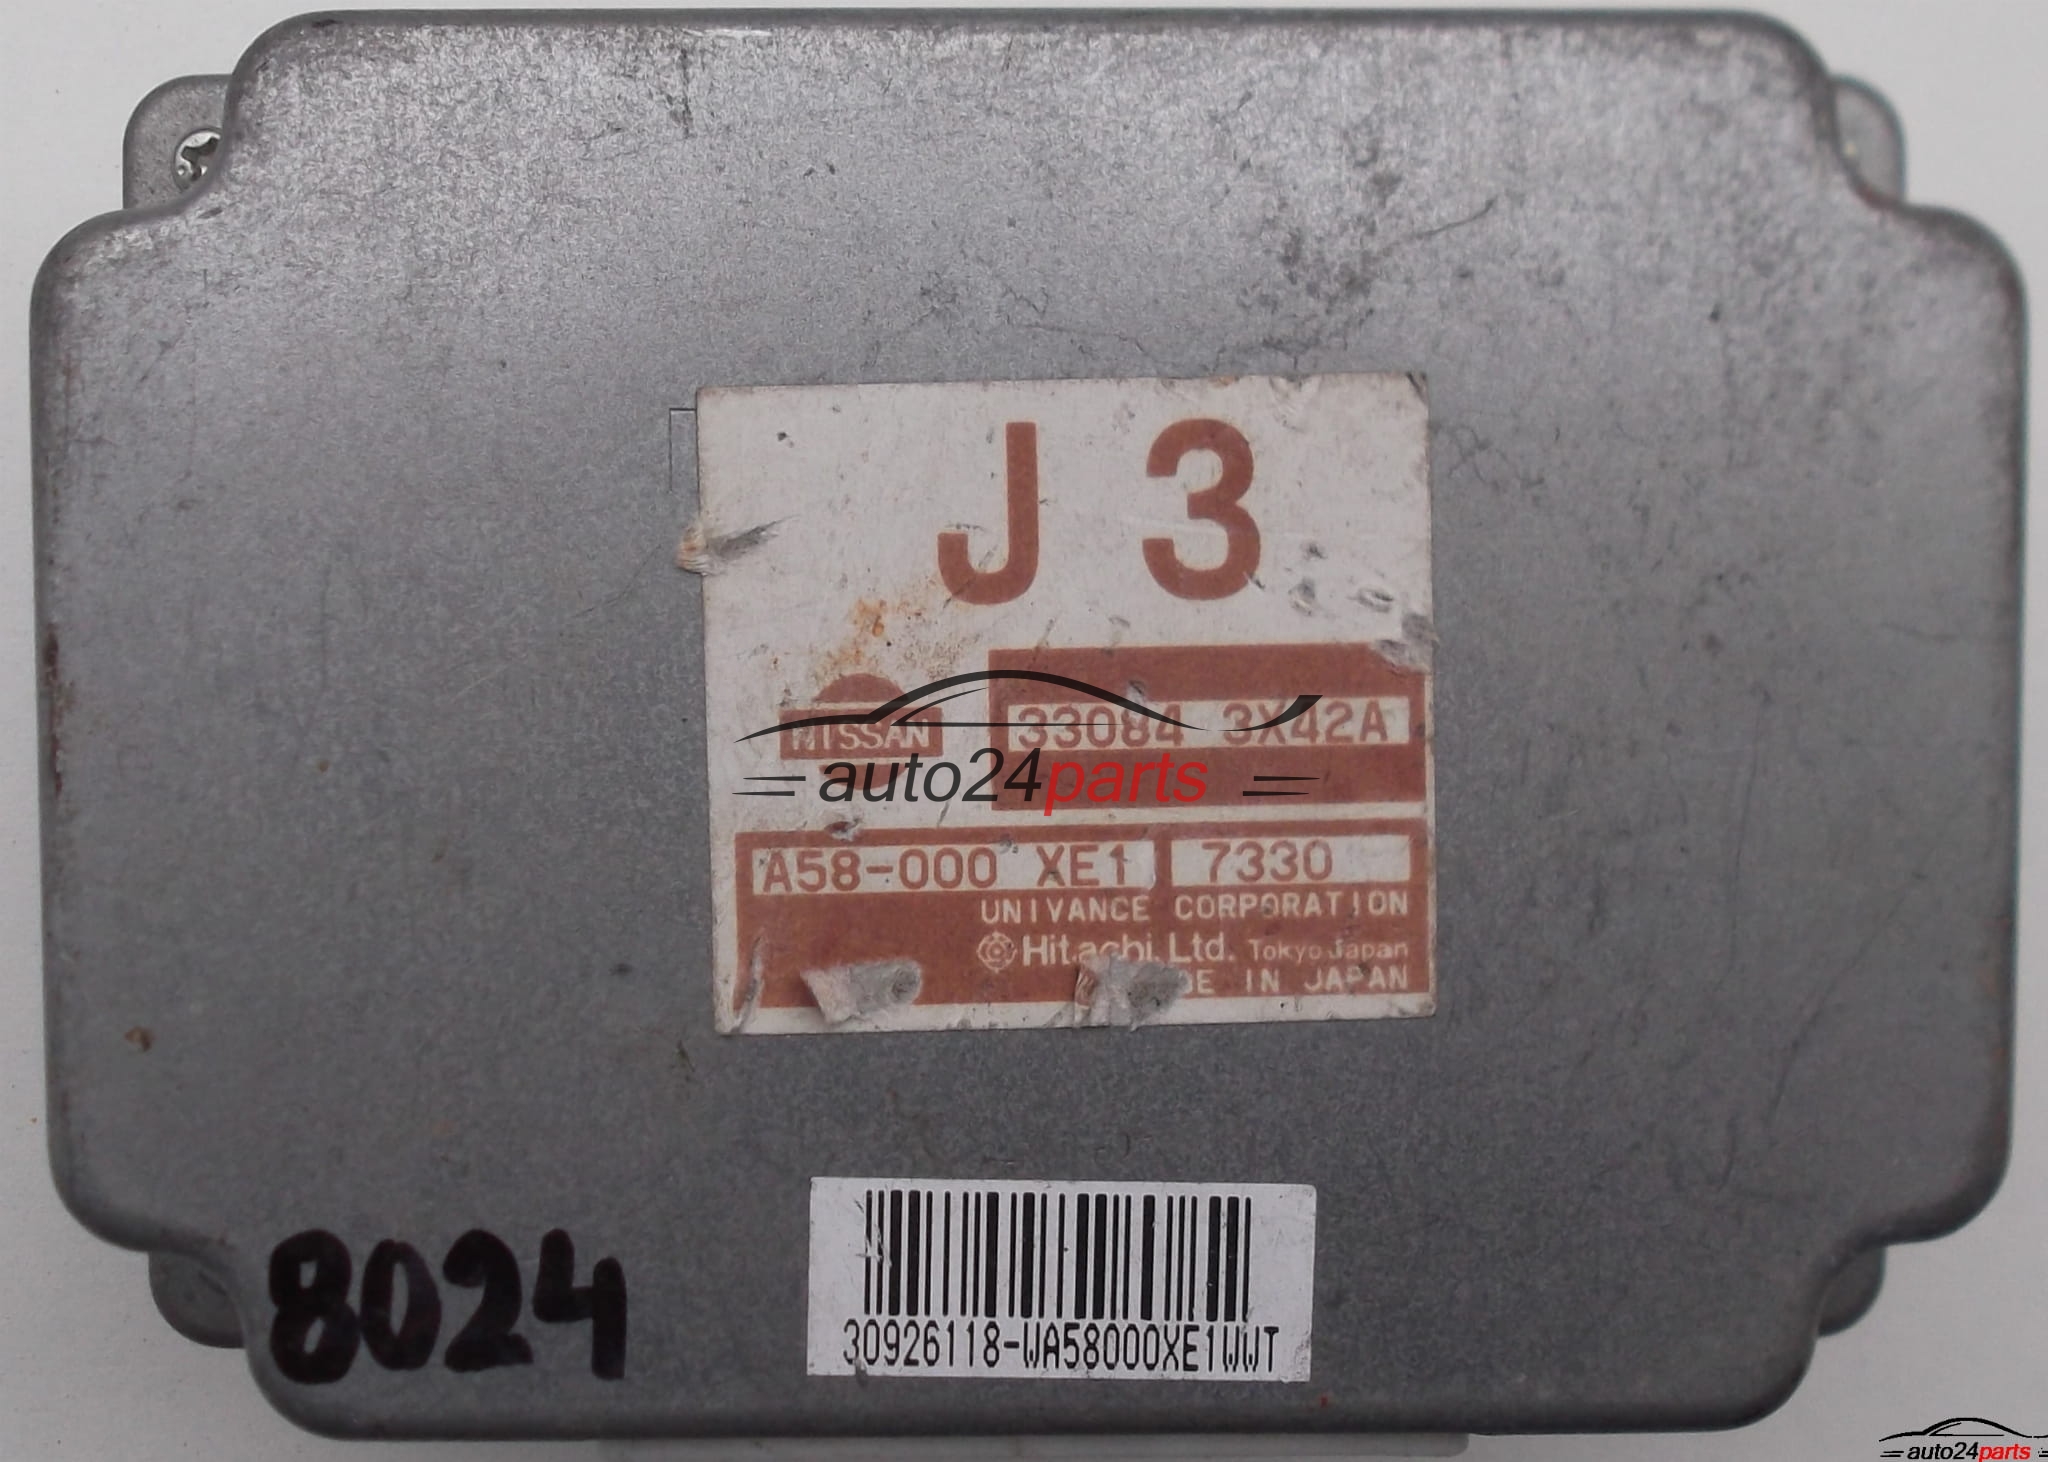 J 3
NISSAN
33084 3X42A
auto24parts
A58-000 XE1 7330
UNIVANCE CORPORATION
Hitachi, Ltd. Tokyo Japan
DE IN JAPAN
8024
30926118-WA58000XE1WWT
auto24parts